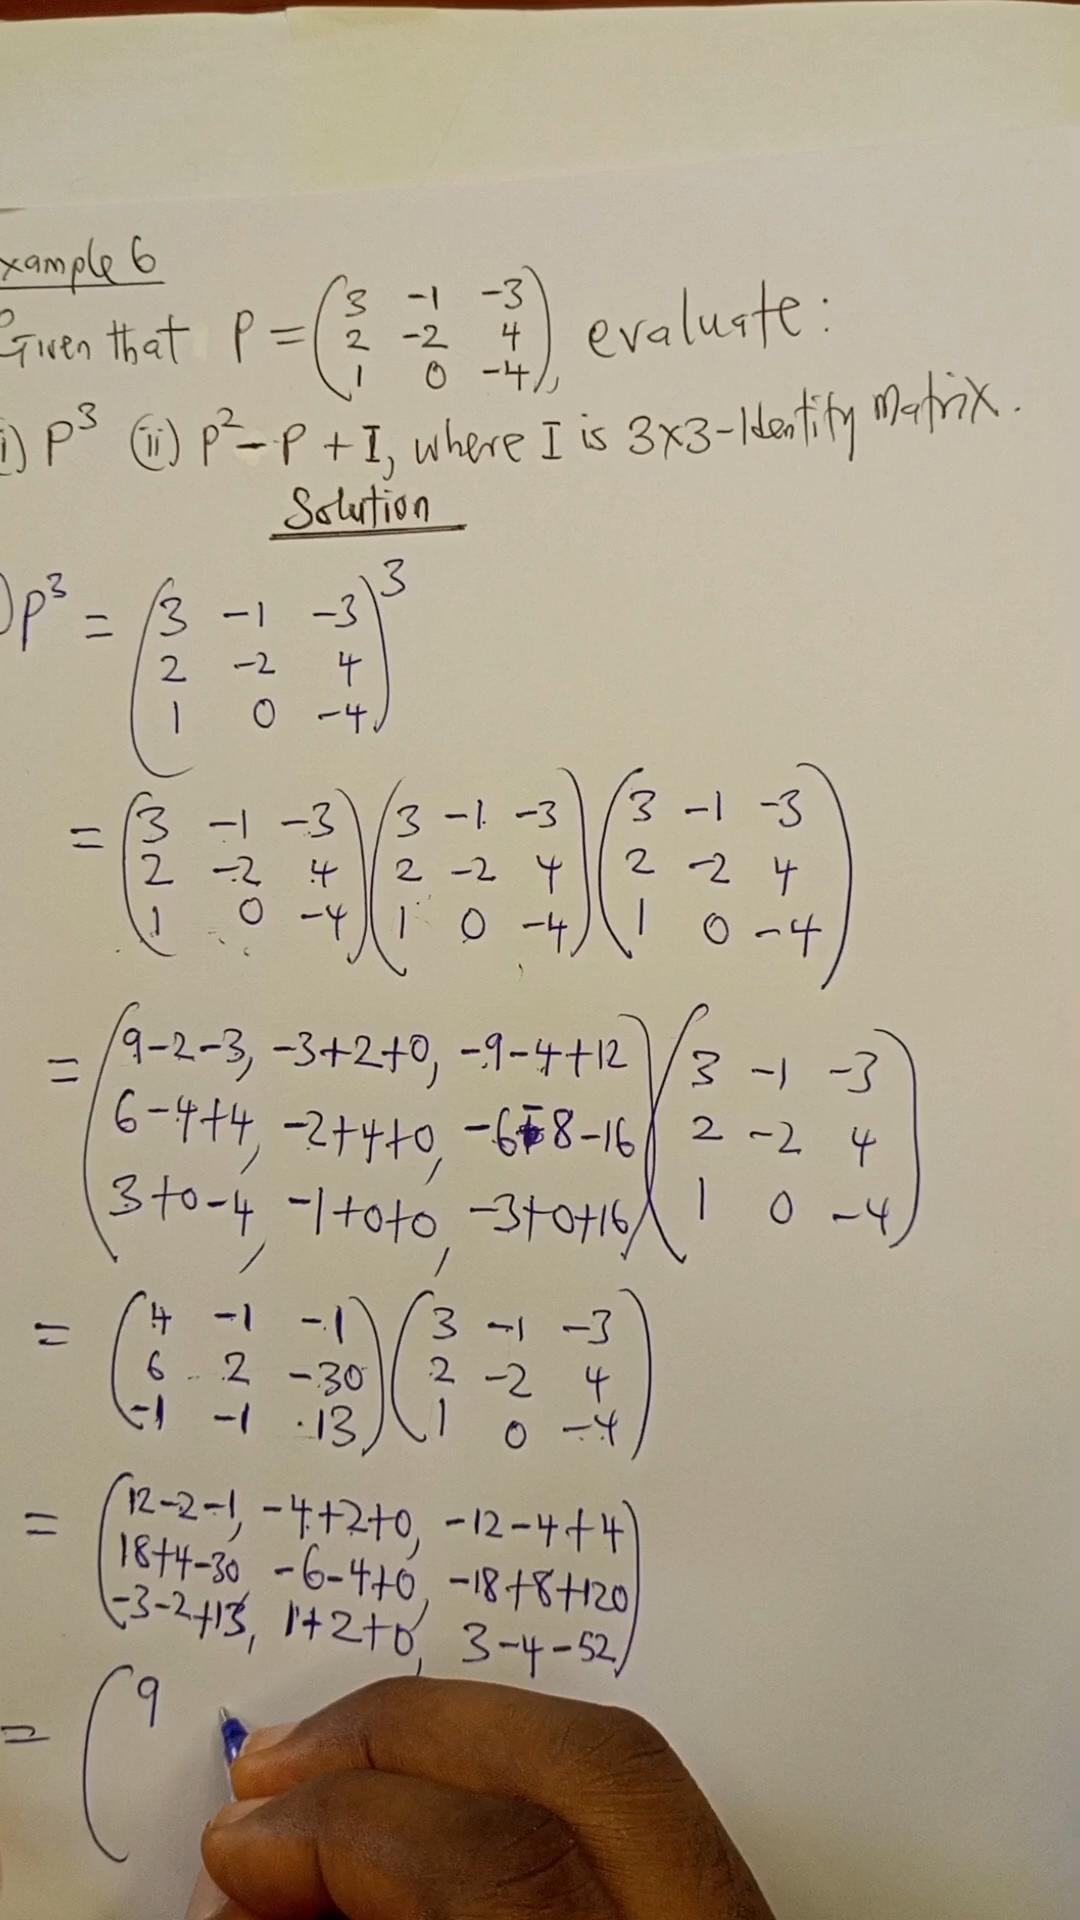 xample 6
Given that P = ( 3 -1 -3 ), evaluate:
2 -2 4
1 0 -4
i) P³ (ii) P² - P + I, where I is 3×3-Identity Matrix.
Solution
) P³ = ( 3 -1 -3 )³
2 -2 4
1 0 -4
= ( 3 -1 -3 ) ( 3 -1 -3 ) ( 3 -1 -3 )
2 -2 4 2 -2 4 2 -2 4
1 0 -4 1 0 -4 1 0 -4
= ( 9-2-3, -3+2+0, -9-4+12 ) ( 3 -1 -3 )
6-4+4, -2+4+0, -6-8-16 2 -2 4
3+0-4, -1+0+0, -3+0+16 1 0 -4
= ( 4 -1 -1 ) ( 3 -1 -3 )
6 2 -30 2 -2 4
-1 -1 13 1 0 -4
= ( 12-2-1, -4+2+0, -12-4+4 )
18+4-30 -6-4+0, -18+8+120
-3-2+13, 1+2+0, 3-4-52
= ( 9